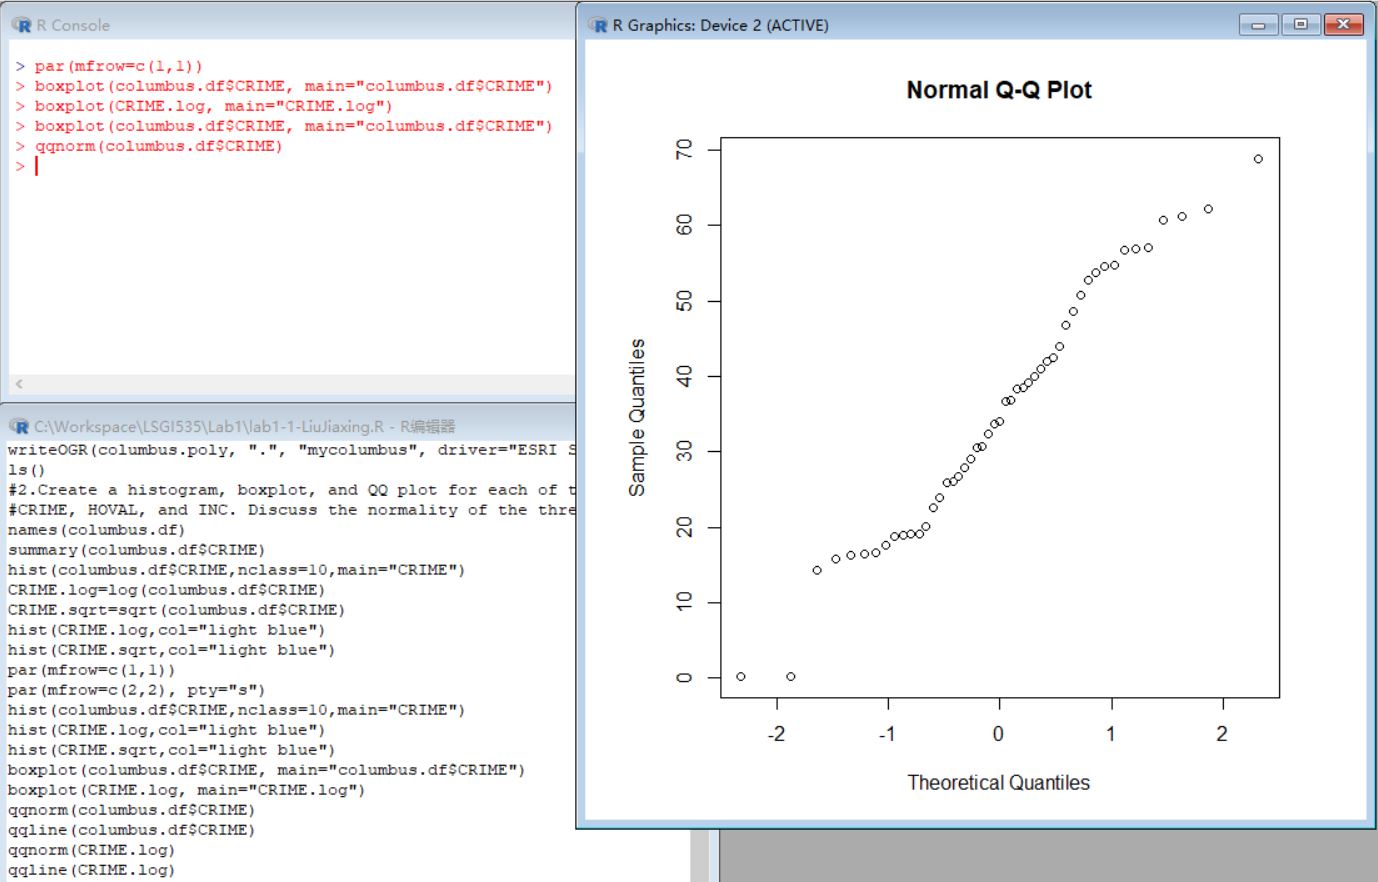 R Console
> par(mfrow=c(1,1))
> boxplot(columbus.df$CRIME, main="columbus.df$CRIME")
> boxplot(CRIME.log, main="CRIME.log")
> boxplot(columbus.df$CRIME, main="columbus.df$CRIME")
> qqnorm(columbus.df$CRIME)
>
C:\Workspace\LSGI535\Lab1\lab1-1-LiuJiaxing.R - R编辑器
writeOGR(columbus.poly, ".", "mycolumbus", driver="ESRI S
ls()
#2.Create a histogram, boxplot, and QQ plot for each of t
#CRIME, HOVAL, and INC. Discuss the normality of the thre
names(columbus.df)
summary(columbus.df$CRIME)
hist(columbus.df$CRIME,nclass=10,main="CRIME")
CRIME.log=log(columbus.df$CRIME)
CRIME.sqrt=sqrt(columbus.df$CRIME)
hist(CRIME.log,col="light blue")
hist(CRIME.sqrt,col="light blue")
par(mfrow=c(1,1))
par(mfrow=c(2,2), pty="s")
hist(columbus.df$CRIME,nclass=10,main="CRIME")
hist(CRIME.log,col="light blue")
hist(CRIME.sqrt,col="light blue")
boxplot(columbus.df$CRIME, main="columbus.df$CRIME")
boxplot(CRIME.log, main="CRIME.log")
qqnorm(columbus.df$CRIME)
qqline(columbus.df$CRIME)
qqnorm(CRIME.log)
qqline(CRIME.log)
R Graphics: Device 2 (ACTIVE)
Normal Q-Q Plot
Sample Quantiles
70
60
50
40
30
20
10
0
-2 -1 0 1 2
Theoretical Quantiles